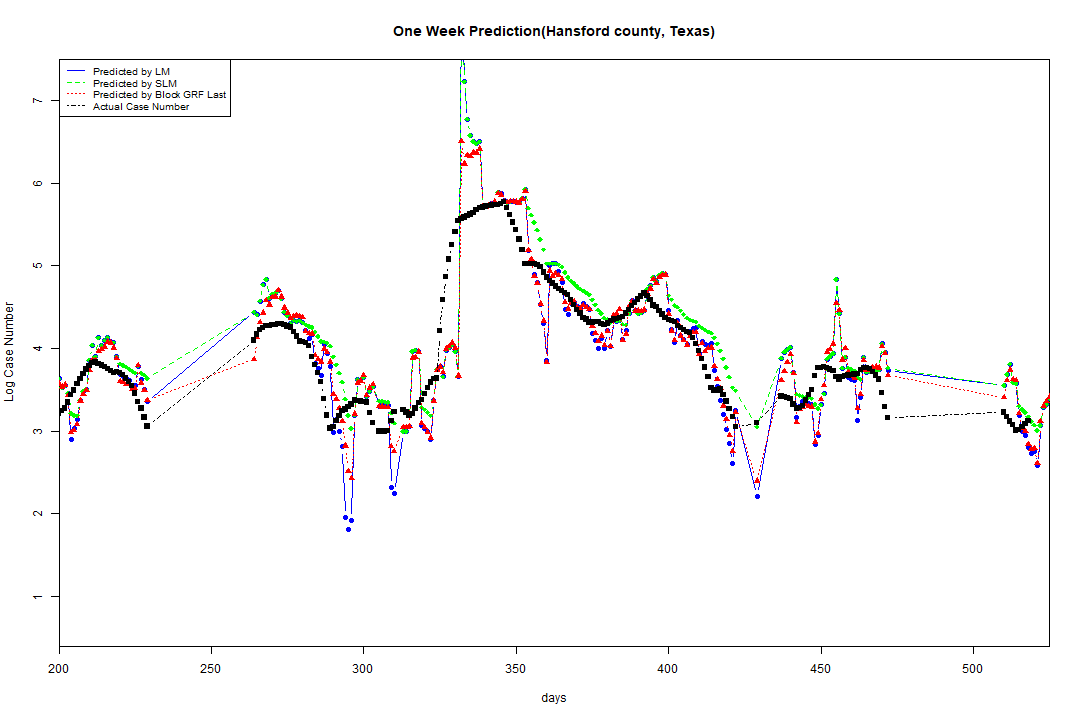 One Week Prediction(Hansford county, Texas)
Predicted by LM
Predicted by SLM
Predicted by Block GRF Last
Actual Case Number
Log Case Number
7
6
5
4
3
2
1
200 250 300 350 400 450 500
days